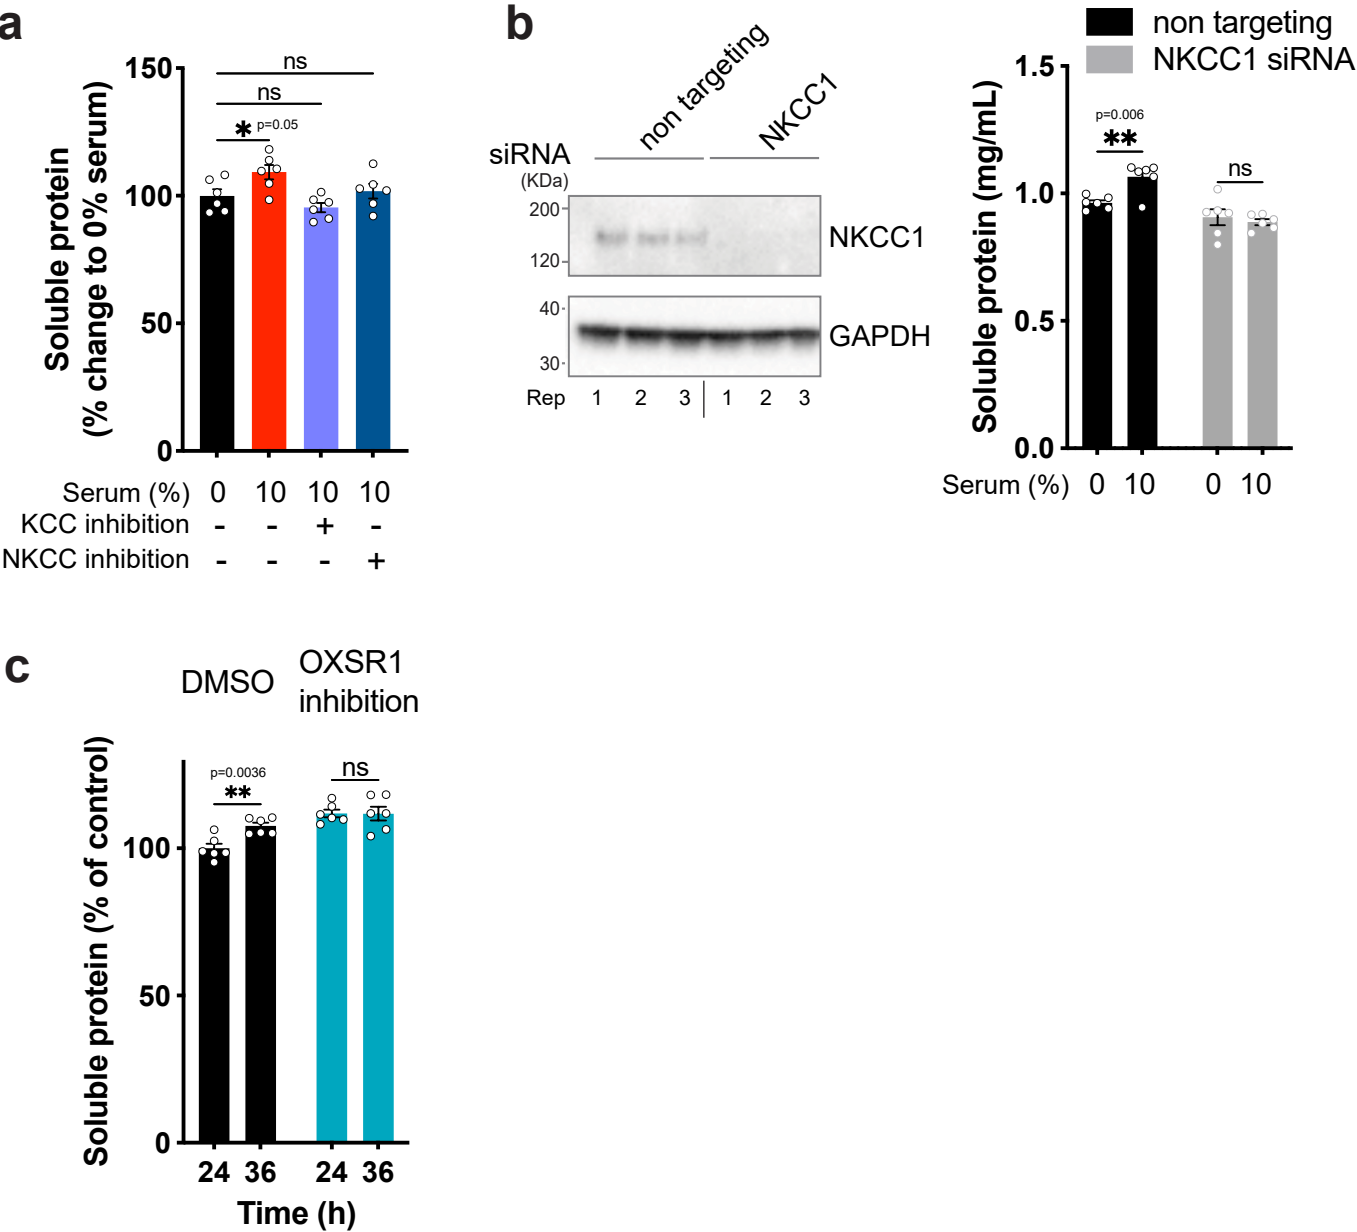 a
Soluble protein
(% change to 0% serum)
150
100
50
0
ns
ns
* p=0.05
Serum (%) 0 10 10 10
KCC inhibition - - + -
NKCC inhibition - - - +
b
siRNA
(KDa)
non targeting
NKCC1
200
120
NKCC1
40
30
GAPDH
Rep 1 2 3 1 2 3
non targeting
NKCC1 siRNA
Soluble protein (mg/mL)
1.5
1.0
0.5
0.0
p=0.006
**
ns
Serum (%) 0 10 0 10
c
DMSO
OXSR1
inhibition
Soluble protein (% of control)
100
50
0
p=0.0036
**
ns
24 36 24 36
Time (h)